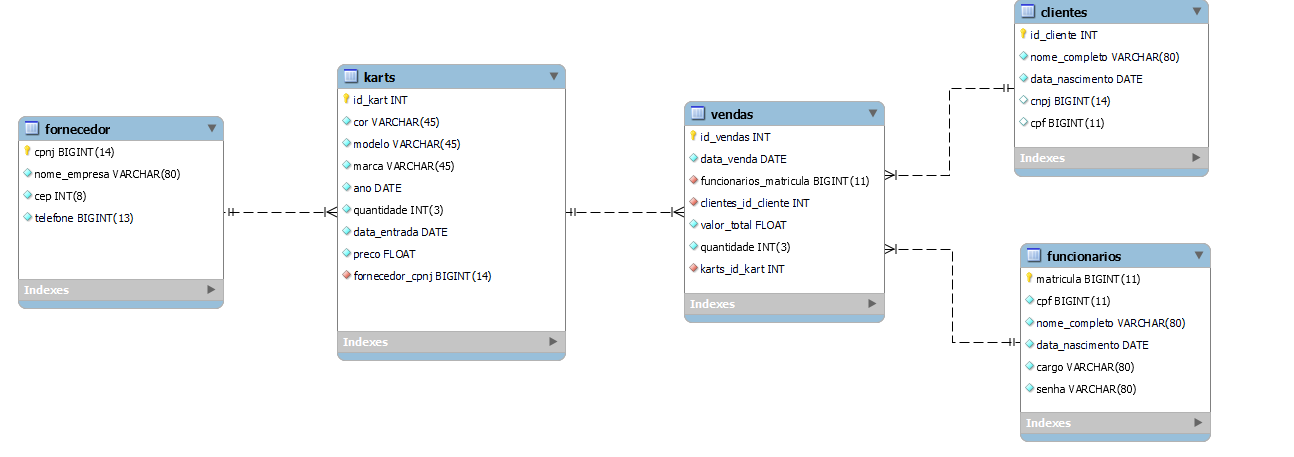 fornecedor
cpnj BIGINT(14)
nome_empresa VARCHAR(80)
cep INT(8)
telefone BIGINT(13)
Indexes
karts
id_kart INT
cor VARCHAR(45)
modelo VARCHAR(45)
marca VARCHAR(45)
ano DATE
quantidade INT(3)
data_entrada DATE
preco FLOAT
fornecedor_cpnj BIGINT(14)
Indexes
vendas
id_vendas INT
data_venda DATE
funcionarios_matricula BIGINT(11)
clientes_id_cliente INT
valor_total FLOAT
quantidade INT(3)
karts_id_kart INT
Indexes
clientes
id_cliente INT
nome_completo VARCHAR(80)
data_nascimento DATE
cnpj BIGINT(14)
cpf BIGINT(11)
Indexes
funcionarios
matricula BIGINT(11)
cpf BIGINT(11)
nome_completo VARCHAR(80)
data_nascimento DATE
cargo VARCHAR(80)
senha VARCHAR(80)
Indexes